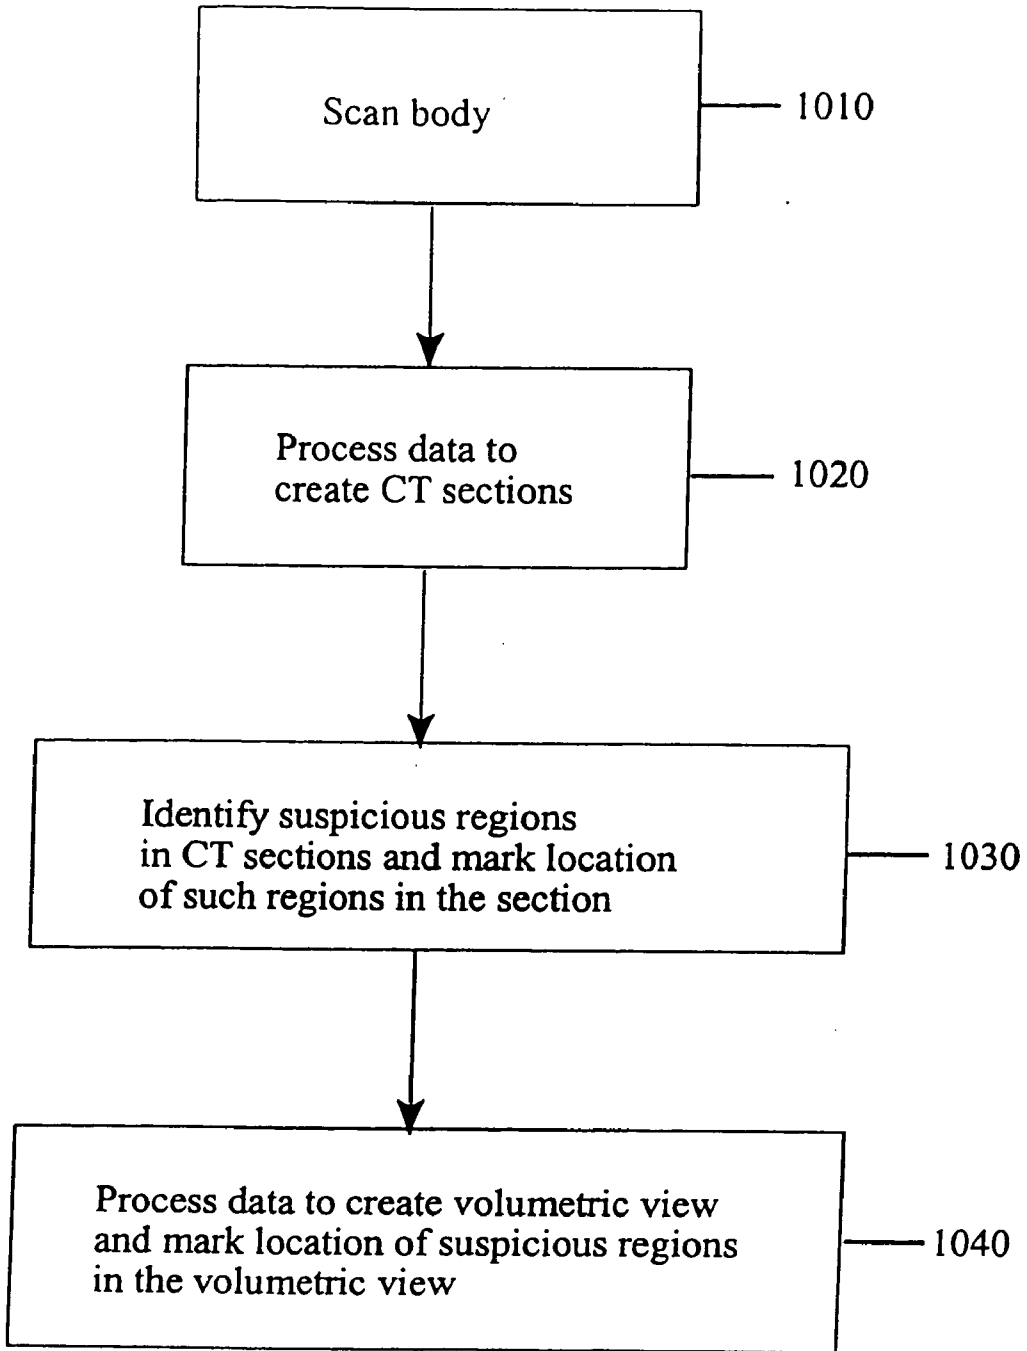 Scan body
1010
Process data to
create CT sections
1020
Identify suspicious regions
in CT sections and mark location
of such regions in the section
1030
Process data to create volumetric view
and mark location of suspicious regions
in the volumetric view
1040